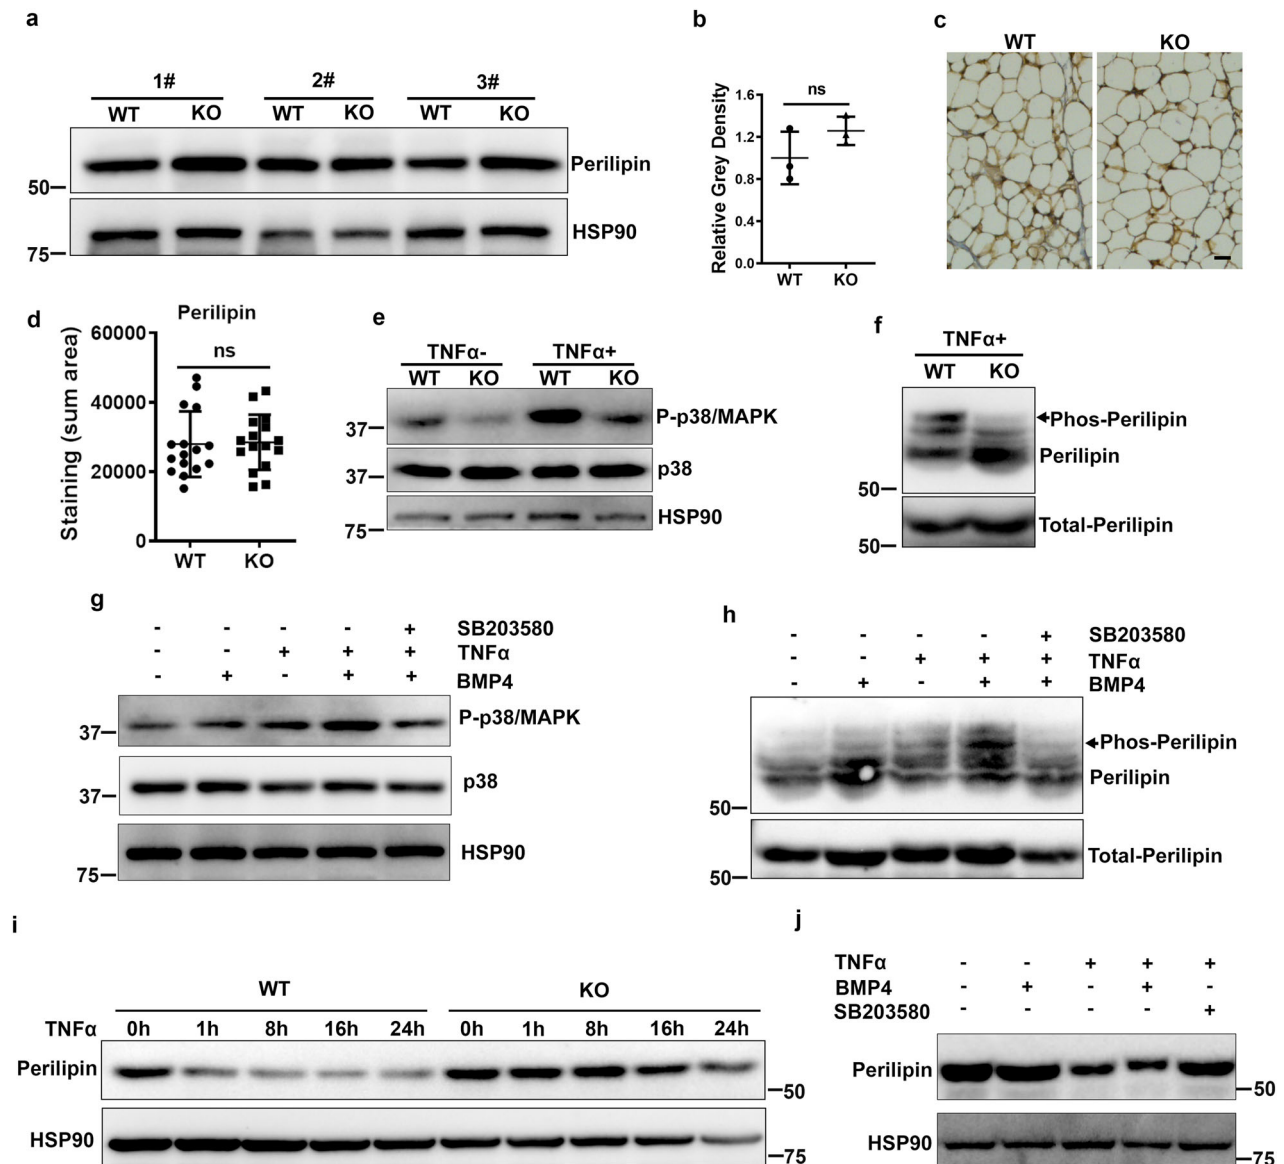 a
1# 2# 3#
WT KO WT KO WT KO
Perilipin
50
HSP90
75
b
ns
Relative Grey Density
1.6
1.2
0.8
0.4
0.0
WT KO
c
WT KO
d
Perilipin
ns
Staining (sum area)
60000
40000
20000
0
WT KO
e
TNFα- TNFα+
WT KO WT KO
P-p38/MAPK
37
p38
37
HSP90
75
f
TNFα+
WT KO
Phos-Perilipin
Perilipin
50
Total-Perilipin
50
g
- - - - + SB203580
- - + + + TNFα
- + - + + BMP4
P-p38/MAPK
37
p38
37
HSP90
75
h
- - - - + SB203580
- - + + + TNFα
- + - + + BMP4
Phos-Perilipin
Perilipin
50
Total-Perilipin
50
i
WT KO
TNFα 0h 1h 8h 16h 24h 0h 1h 8h 16h 24h
Perilipin
50
HSP90
75
j
TNFα - - + + +
BMP4 - + - + -
SB203580 - - - - +
Perilipin
50
HSP90
75